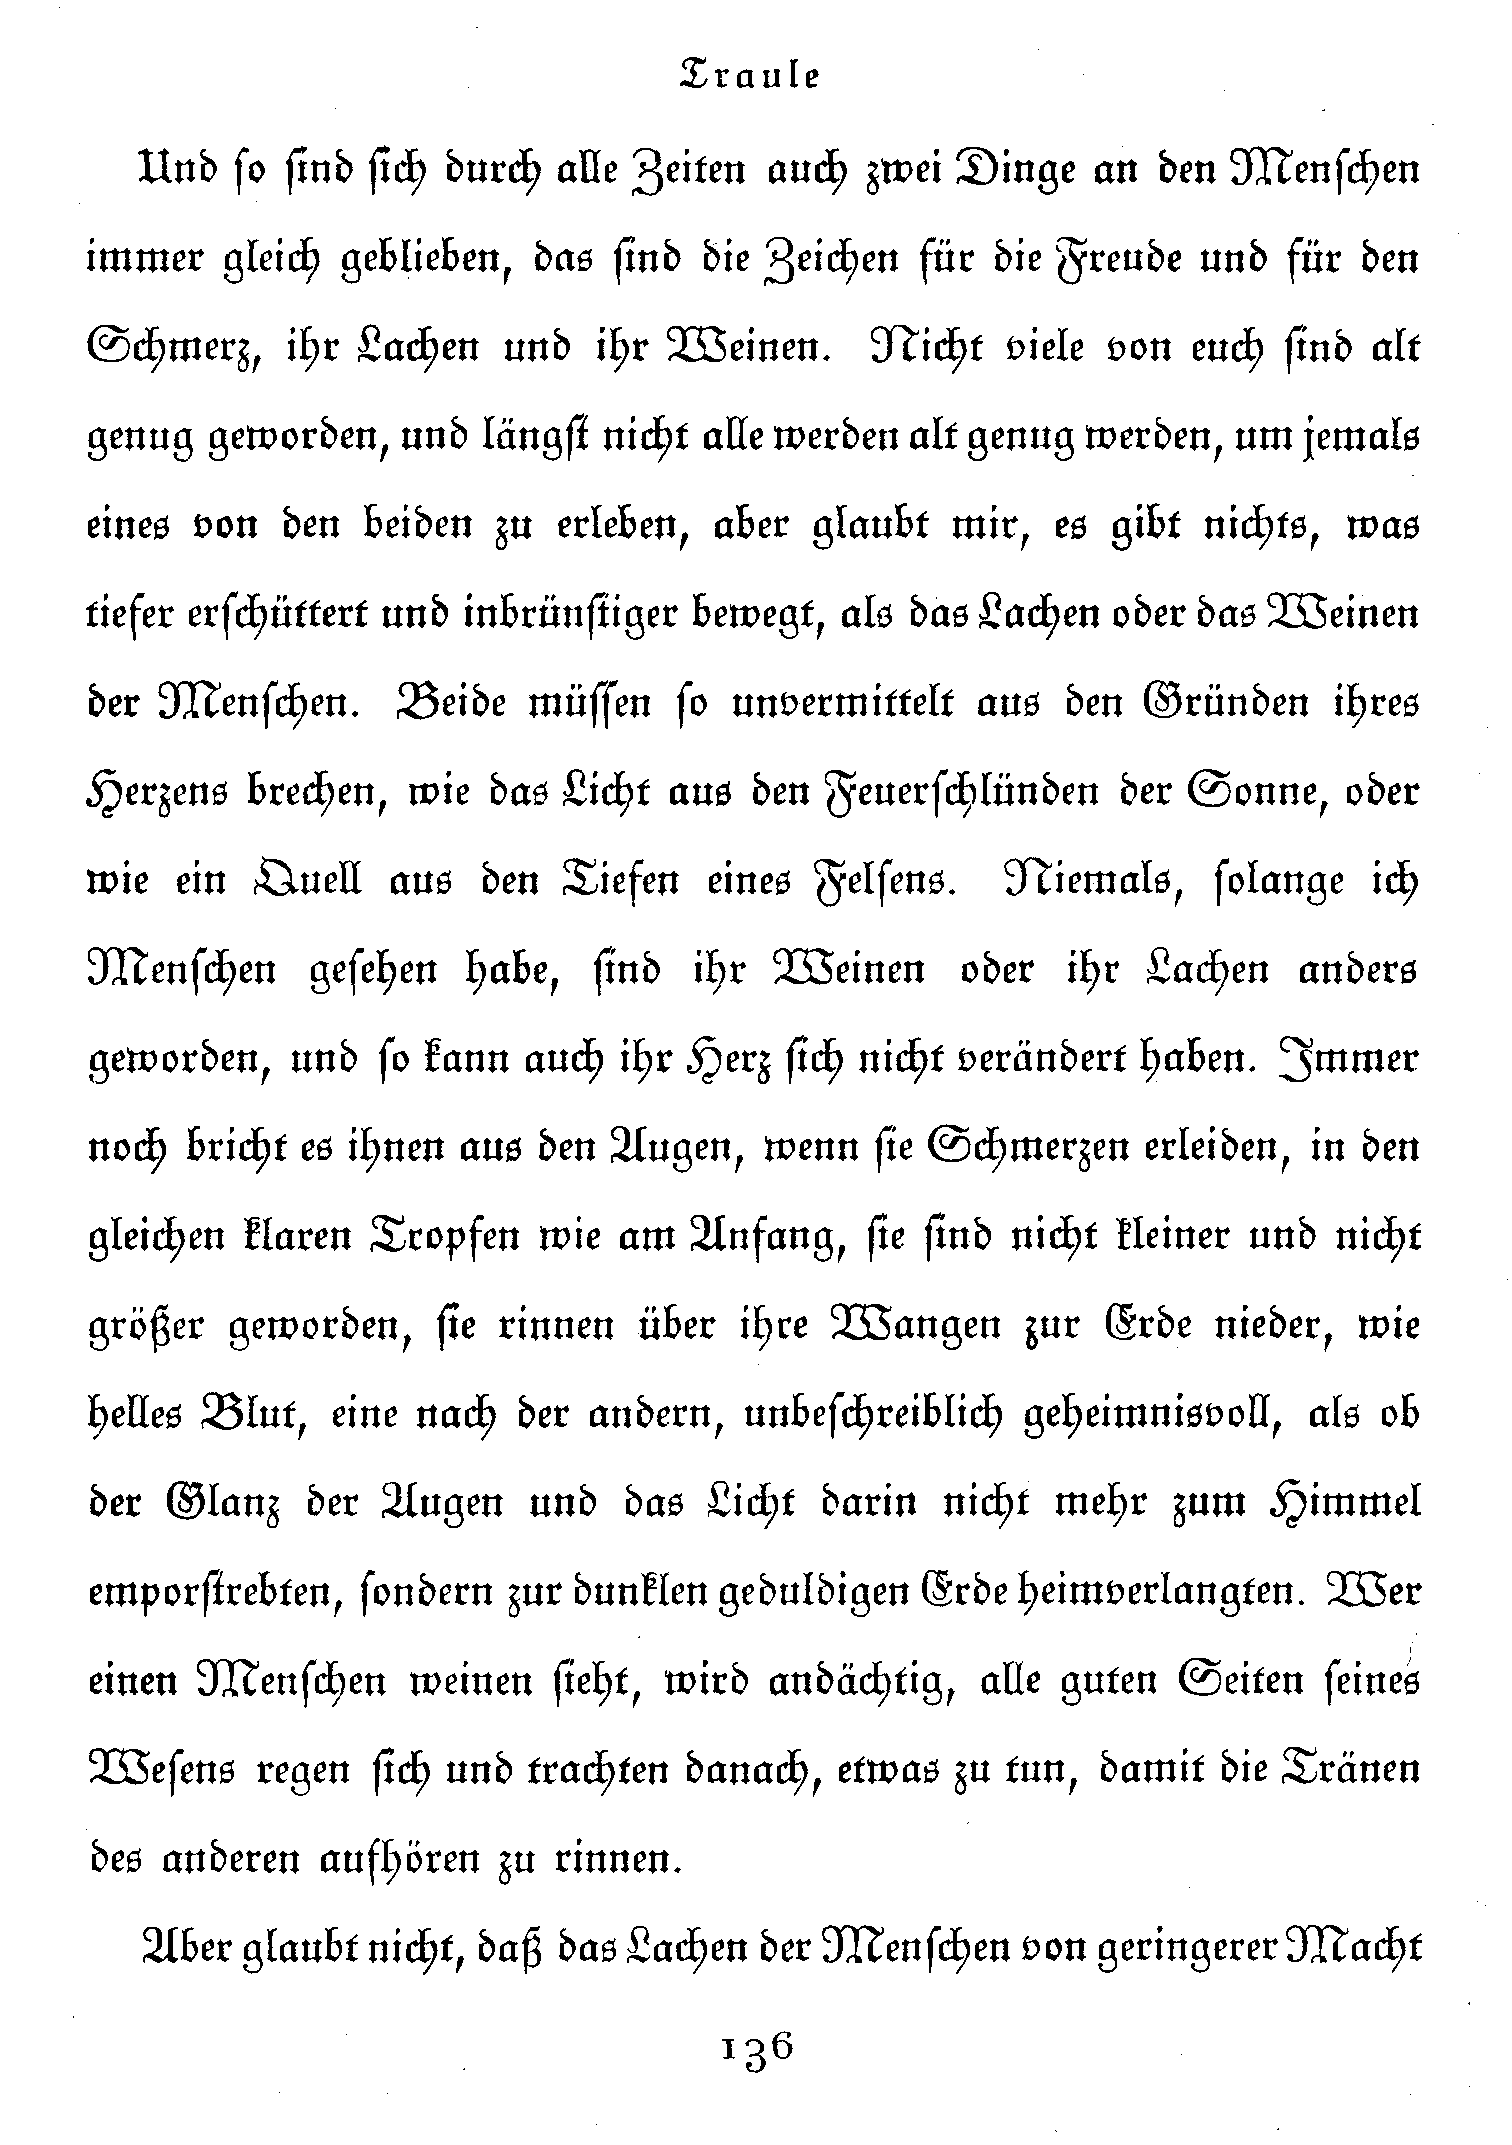 Traule
Und so sind sich durch alle Zeiten auch zwei Dinge an den Menschen
immer gleich geblieben, das sind die Zeichen für die Freude und für den
Schmerz, ihr Lachen und ihr Weinen. Nicht viele von euch sind alt
genug geworden, und längst nicht alle werden alt genug werden, um jemals
eines von den beiden zu erleben, aber glaubt mir, es gibt nichts, was
tiefer erschüttert und inbrünstiger bewegt, als das Lachen oder das Weinen
der Menschen. Beide müssen so unvermittelt aus den Gründen ihres
Herzens brechen, wie das Licht aus den Feuerschlünden der Sonne, oder
wie ein Quell aus den Tiefen eines Felsens. Niemals, solange ich
Menschen gesehen habe, sind ihr Weinen oder ihr Lachen anders
geworden, und so kann auch ihr Herz sich nicht verändert haben. Immer
noch bricht es ihnen aus den Augen, wenn sie Schmerzen erleiden, in den
gleichen klaren Tropfen wie am Anfang, sie sind nicht kleiner und nicht
größer geworden, sie rinnen über ihre Wangen zur Erde nieder, wie
helles Blut, eine nach der andern, unbeschreiblich geheimnisvoll, als ob
der Glanz der Augen und das Licht darin nicht mehr zum Himmel
emporstrebten, sondern zur dunklen geduldigen Erde heimverlangten. Wer
einen Menschen weinen sieht, wird andächtig, alle guten Seiten seines
Wesens regen sich und trachten danach, etwas zu tun, damit die Tränen
des anderen aufhören zu rinnen.
Aber glaubt nicht, daß das Lachen der Menschen von geringerer Macht
136